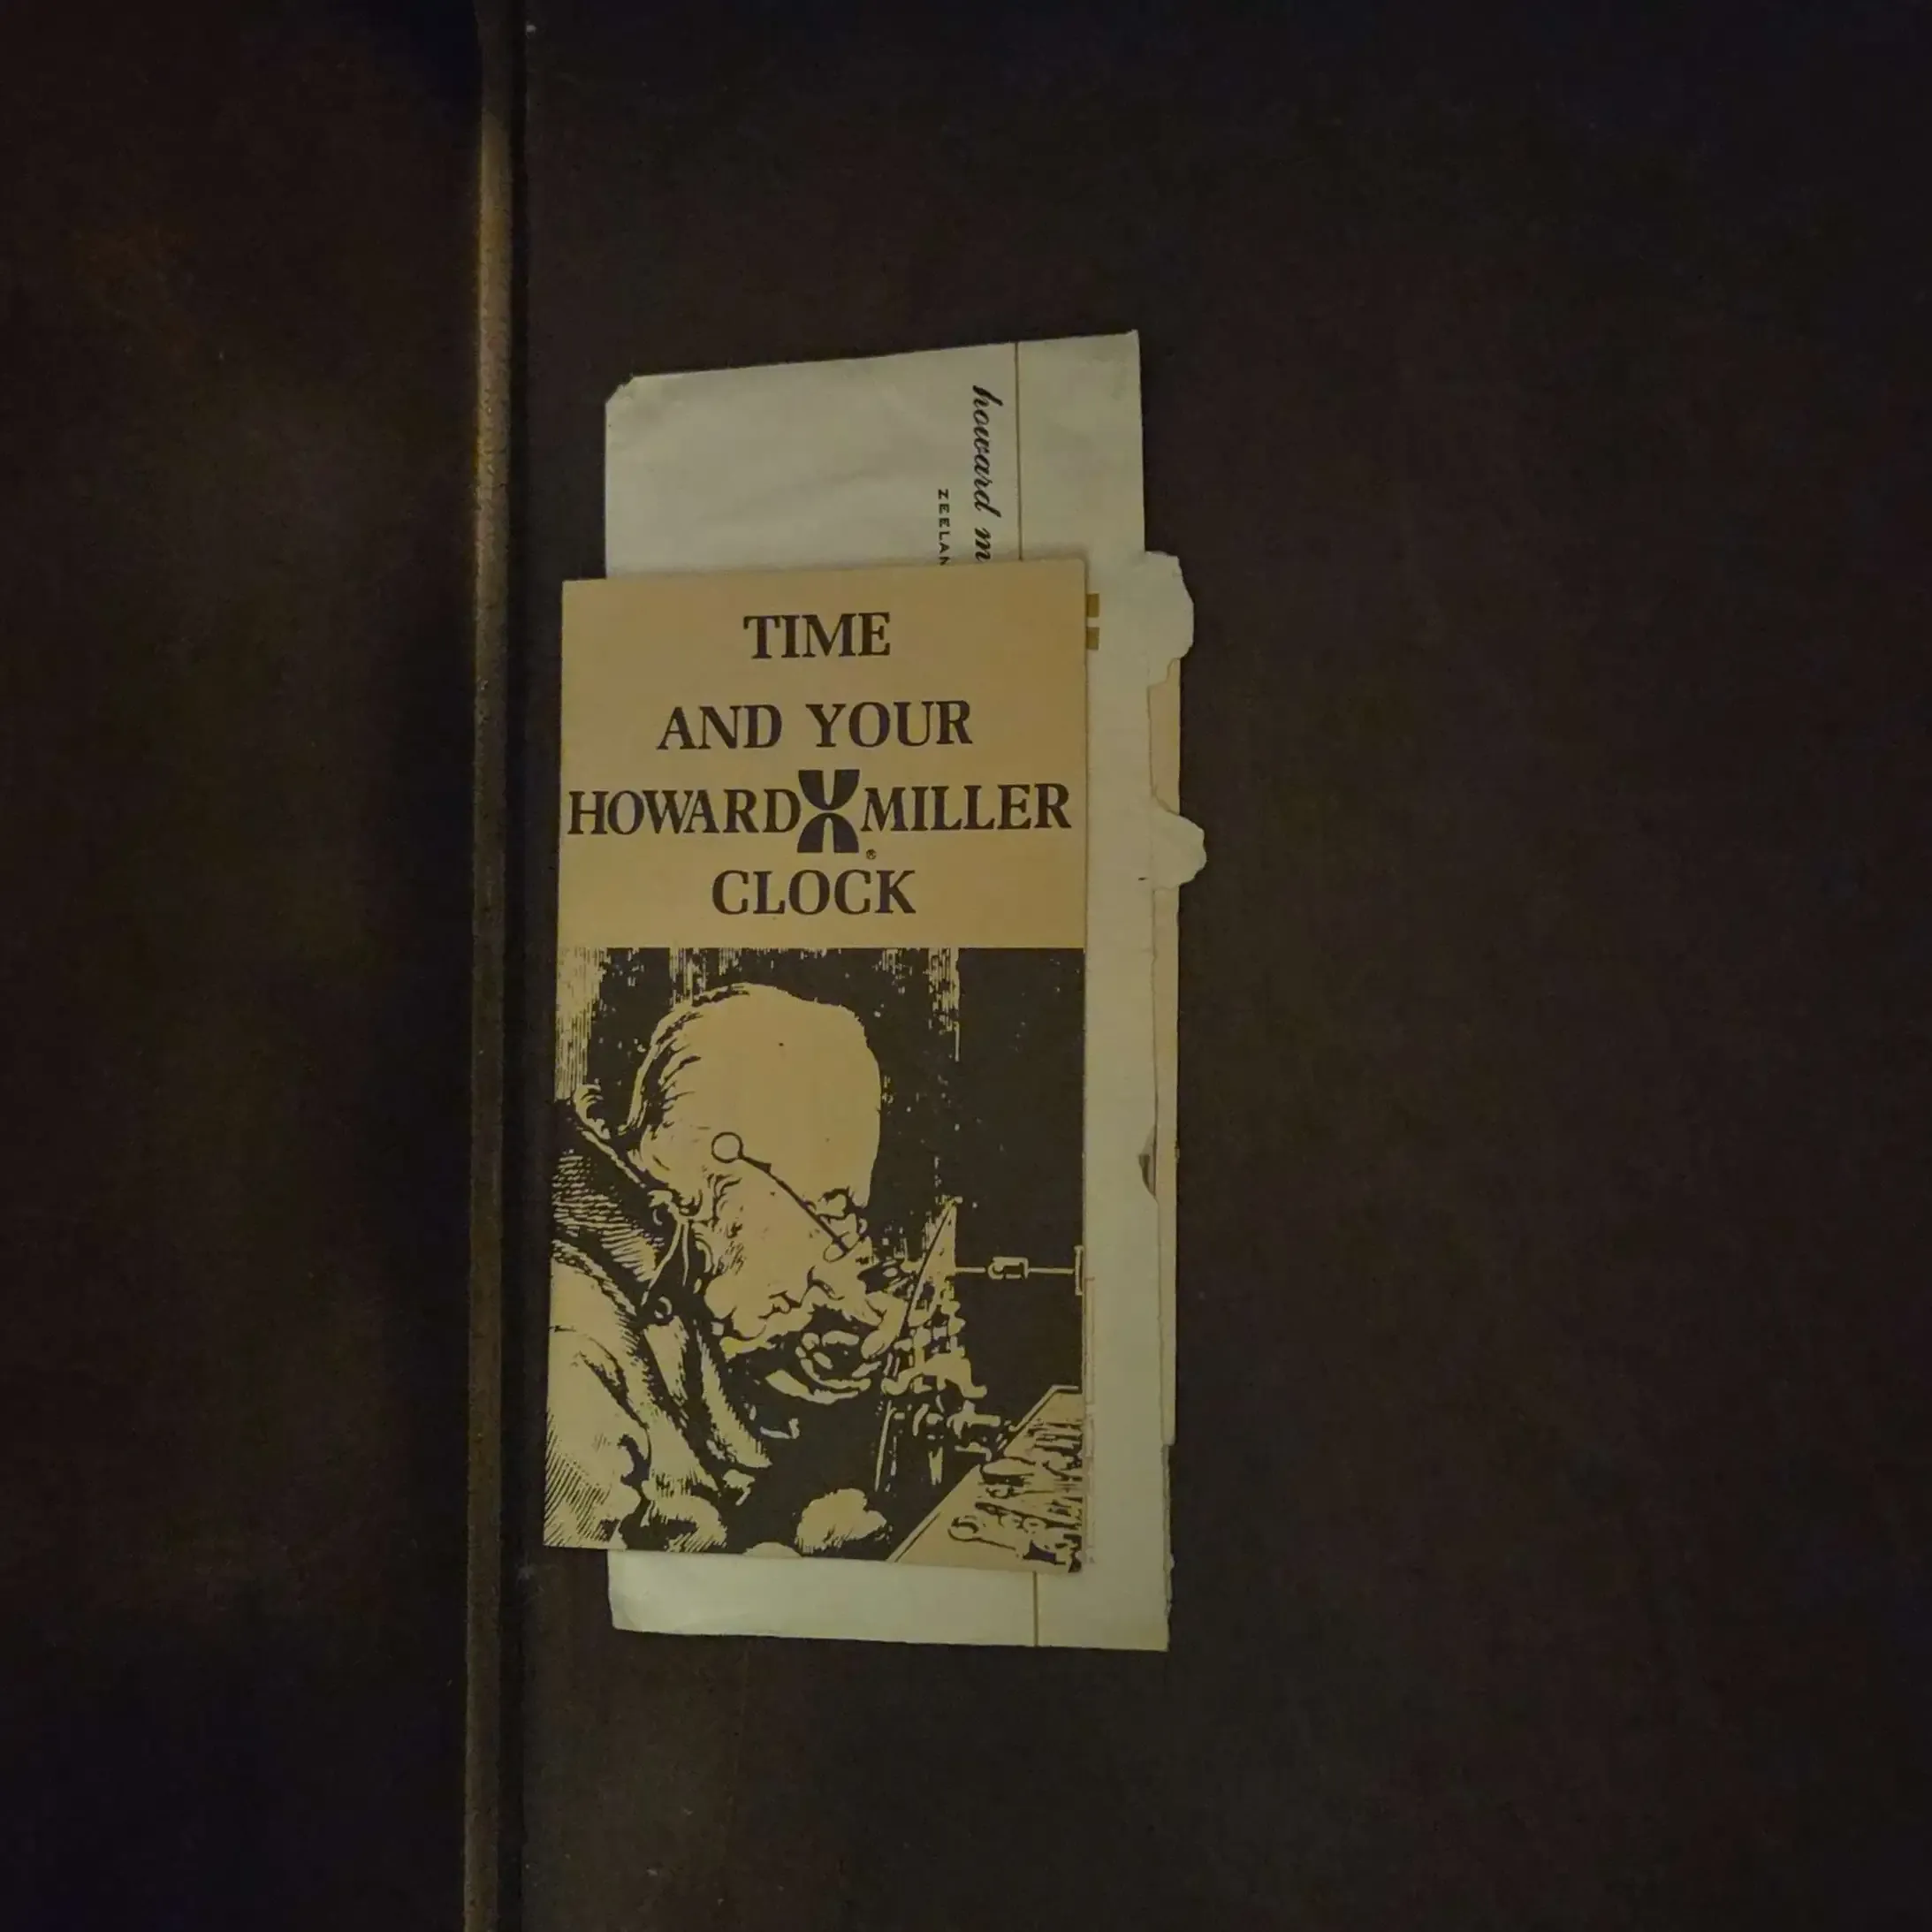 howard m
ZEELAN
TIME
AND YOUR
HOWARD MILLER
®
CLOCK